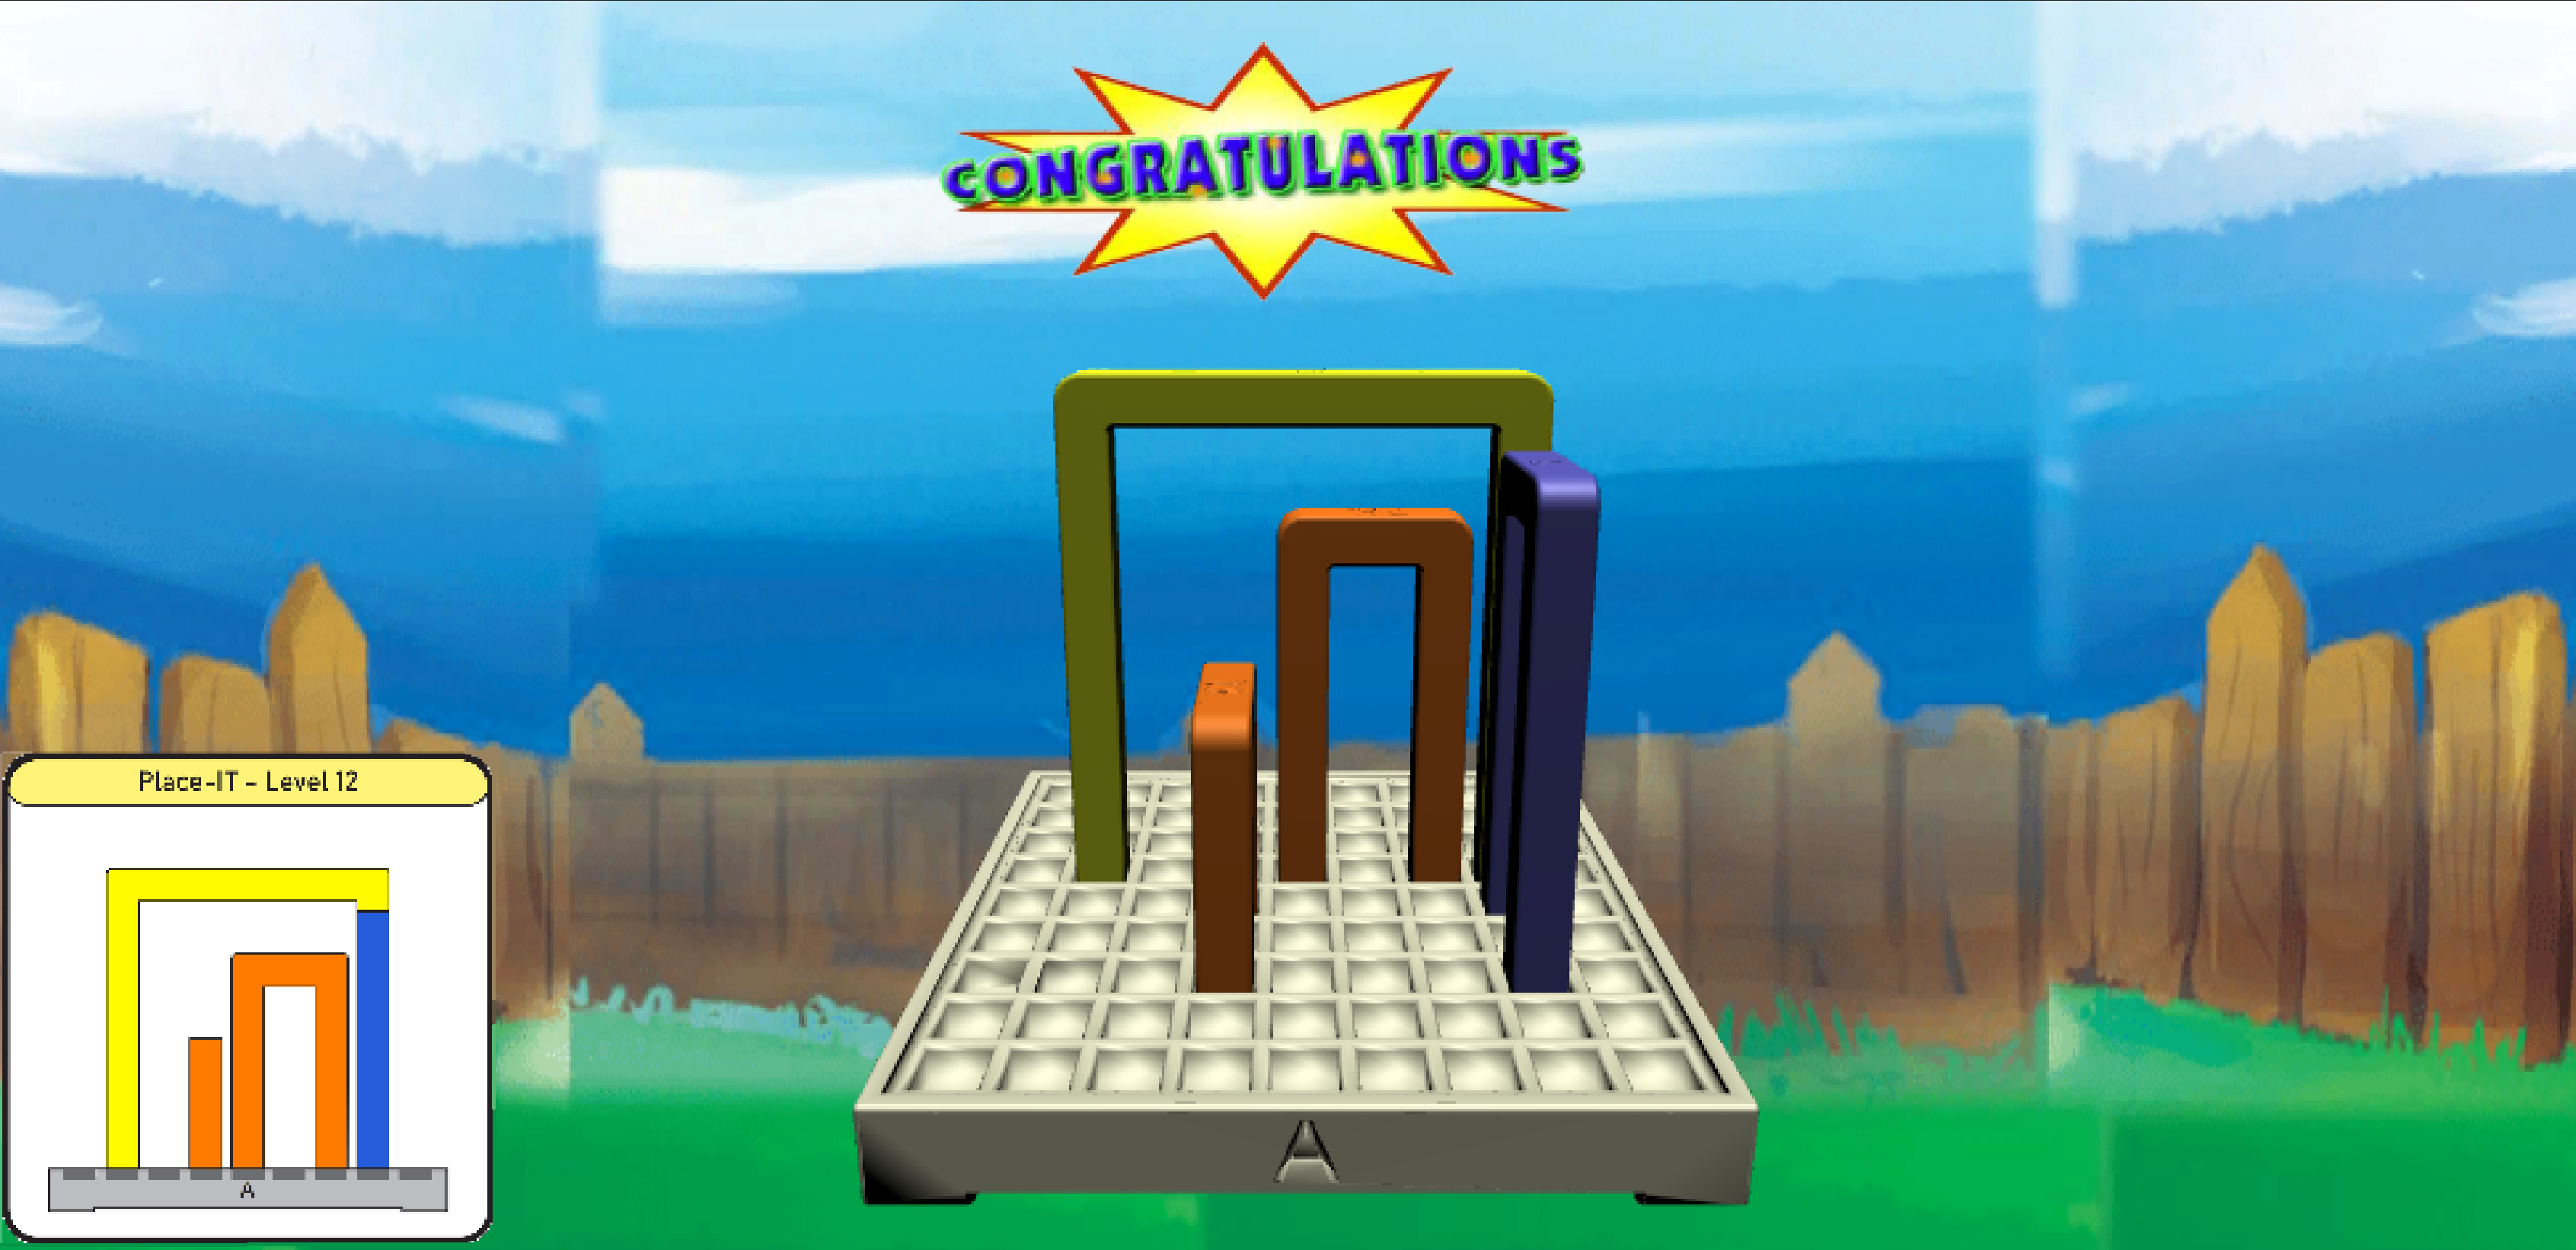 CONGRATULATIONS
Place-IT - Level 12
A
A